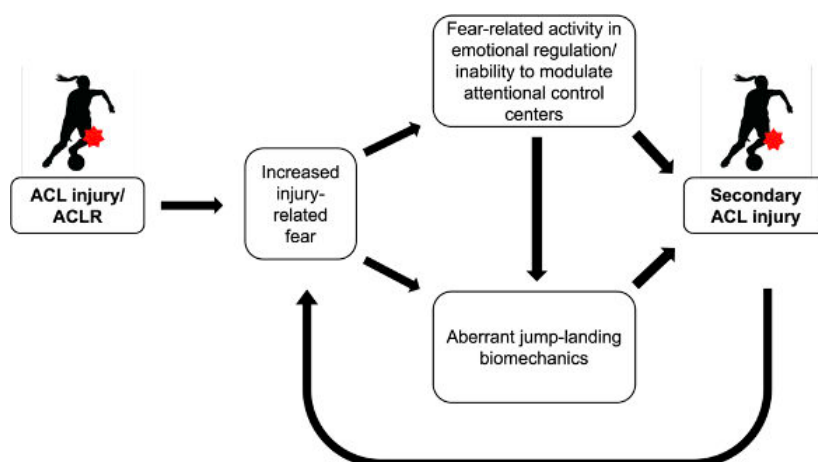 Fear-related activity in
emotional regulation/
inability to modulate
attentional control
centers
ACL injury/
ACLR
Increased
injury-
related
fear
Secondary
ACL injury
Aberrant jump-landing
biomechanics